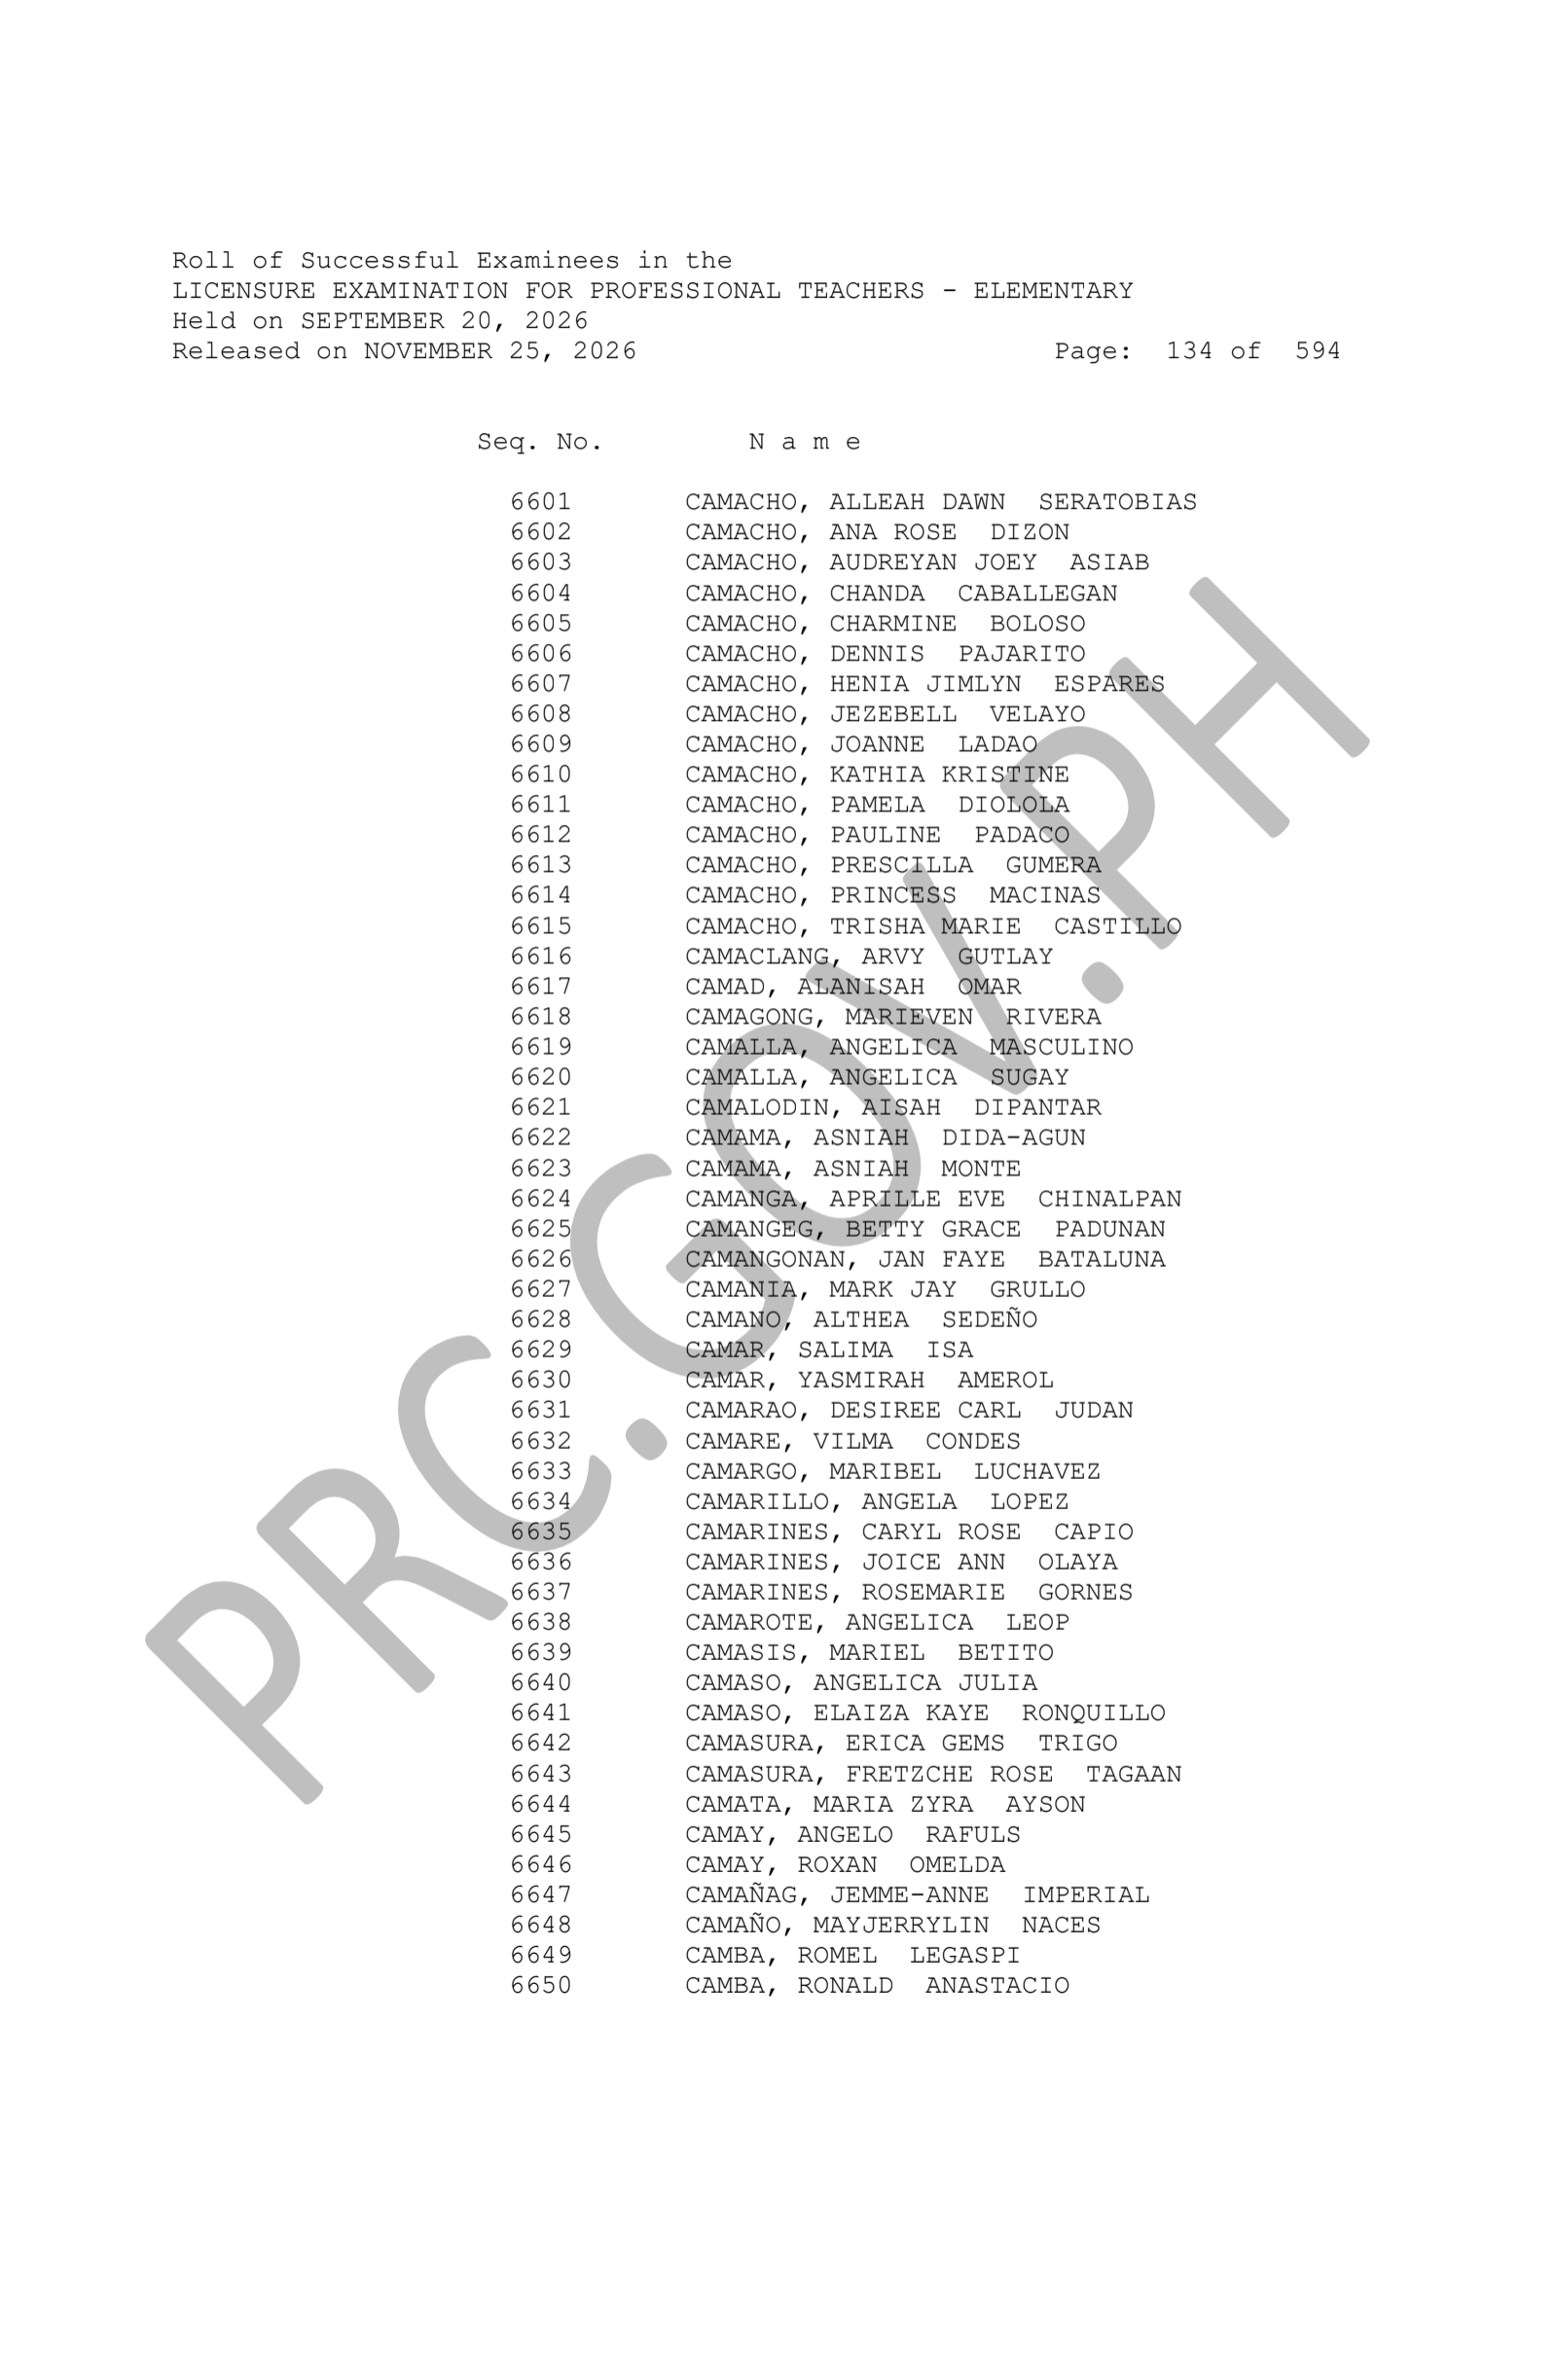 Roll of Successful Examinees in the
LICENSURE EXAMINATION FOR PROFESSIONAL TEACHERS - ELEMENTARY
Held on SEPTEMBER 20, 2026
Released on NOVEMBER 25, 2026 Page: 134 of 594
Seq. No. N a m e
6601 CAMACHO, ALLEAH DAWN SERATOBIAS
6602 CAMACHO, ANA ROSE DIZON
6603 CAMACHO, AUDREYAN JOEY ASIAB
6604 CAMACHO, CHANDA CABALLEGAN
6605 CAMACHO, CHARMINE BOLOSO
6606 CAMACHO, DENNIS PAJARITO
6607 CAMACHO, HENIA JIMLYN ESPARES
6608 CAMACHO, JEZEBELL VELAYO
6609 CAMACHO, JOANNE LADAO
6610 CAMACHO, KATHIA KRISTINE
6611 CAMACHO, PAMELA DIOLOLA
6612 CAMACHO, PAULINE PADACO
6613 CAMACHO, PRESCILLA GUMERA
6614 CAMACHO, PRINCESS MACINAS
6615 CAMACHO, TRISHA MARIE CASTILLO
6616 CAMACLANG, ARVY GUTLAY
6617 CAMAD, ALANISAH OMAR
6618 CAMAGONG, MARIEVEN RIVERA
6619 CAMALLA, ANGELICA MASCULINO
6620 CAMALLA, ANGELICA SUGAY
6621 CAMALODIN, AISAH DIPANTAR
6622 CAMAMA, ASNIAH DIDA-AGUN
6623 CAMAMA, ASNIAH MONTE
6624 CAMANGA, APRILLE EVE CHINALPAN
6625 CAMANGEG, BETTY GRACE PADUNAN
6626 CAMANGONAN, JAN FAYE BATALUNA
6627 CAMANIA, MARK JAY GRULLO
6628 CAMANO, ALTHEA SEDEÑO
6629 CAMAR, SALIMA ISA
6630 CAMAR, YASMIRAH AMEROL
6631 CAMARAO, DESIREE CARL JUDAN
6632 CAMARE, VILMA CONDES
6633 CAMARGO, MARIBEL LUCHAVEZ
6634 CAMARILLO, ANGELA LOPEZ
6635 CAMARINES, CARYL ROSE CAPIO
6636 CAMARINES, JOICE ANN OLAYA
6637 CAMARINES, ROSEMARIE GORNES
6638 CAMAROTE, ANGELICA LEOP
6639 CAMASIS, MARIEL BETITO
6640 CAMASO, ANGELICA JULIA
6641 CAMASO, ELAIZA KAYE RONQUILLO
6642 CAMASURA, ERICA GEMS TRIGO
6643 CAMASURA, FRETZCHE ROSE TAGAAN
6644 CAMATA, MARIA ZYRA AYSON
6645 CAMAY, ANGELO RAFULS
6646 CAMAY, ROXAN OMELDA
6647 CAMAÑAG, JEMME-ANNE IMPERIAL
6648 CAMAÑO, MAYJERRYLIN NACES
6649 CAMBA, ROMEL LEGASPI
6650 CAMBA, RONALD ANASTACIO
PRC.GOV.PH